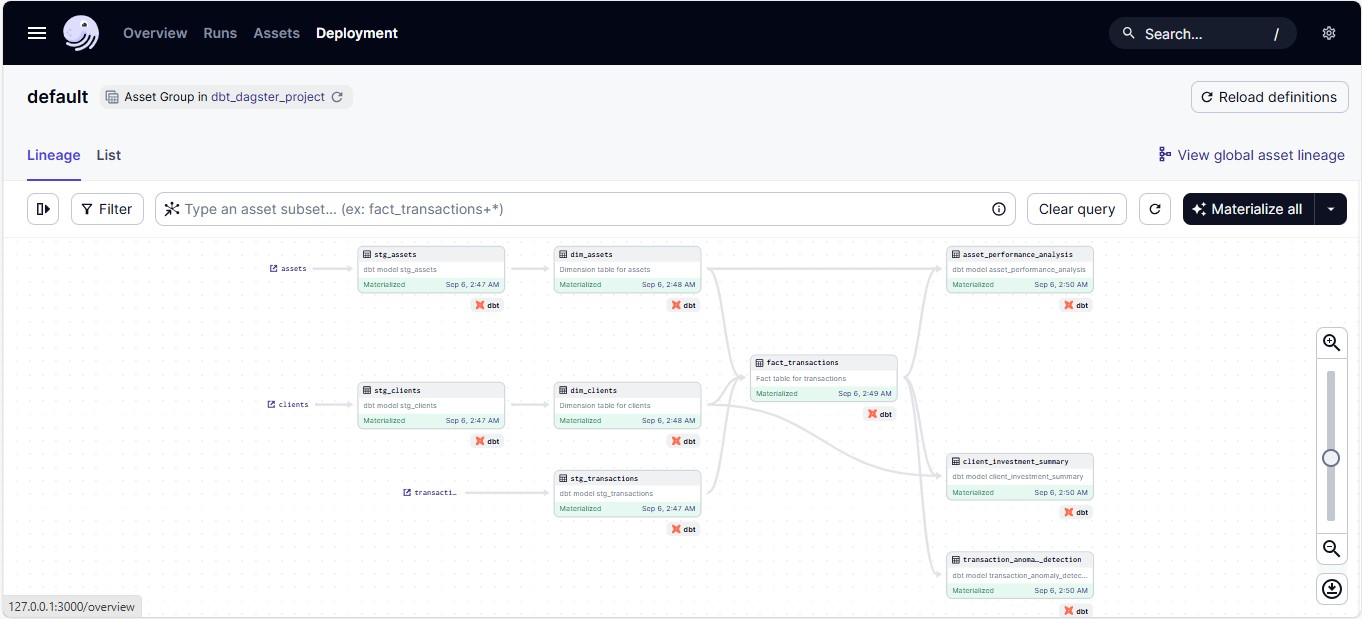 Overview Runs Assets Deployment Search... /
default Asset Group in dbt_dagster_project Reload definitions
Lineage List View global asset lineage
Filter Type an asset subset… (ex: fact_transactions+*) Clear query Materialize all
assets
stg_assets
dbt model stg_assets
Materialized Sep 6, 2:47 AM
dbt
dim_assets
Dimension table for assets
Materialized Sep 6, 2:48 AM
dbt
asset_performance_analysis
dbt model asset_performance_analysis
Materialized Sep 6, 2:50 AM
dbt
fact_transactions
Fact table for transactions
Materialized Sep 6, 2:49 AM
dbt
clients
stg_clients
dbt model stg_clients
Materialized Sep 6, 2:47 AM
dbt
dim_clients
Dimension table for clients
Materialized Sep 6, 2:48 AM
dbt
transacti…
stg_transactions
dbt model stg_transactions
Materialized Sep 6, 2:47 AM
dbt
client_investment_summary
dbt model client_investment_summary
Materialized Sep 6, 2:50 AM
dbt
transaction_anoma…_detection
dbt model transaction_anomaly_detec...
Materialized Sep 6, 2:50 AM
dbt
127.0.0.1:3000/overview